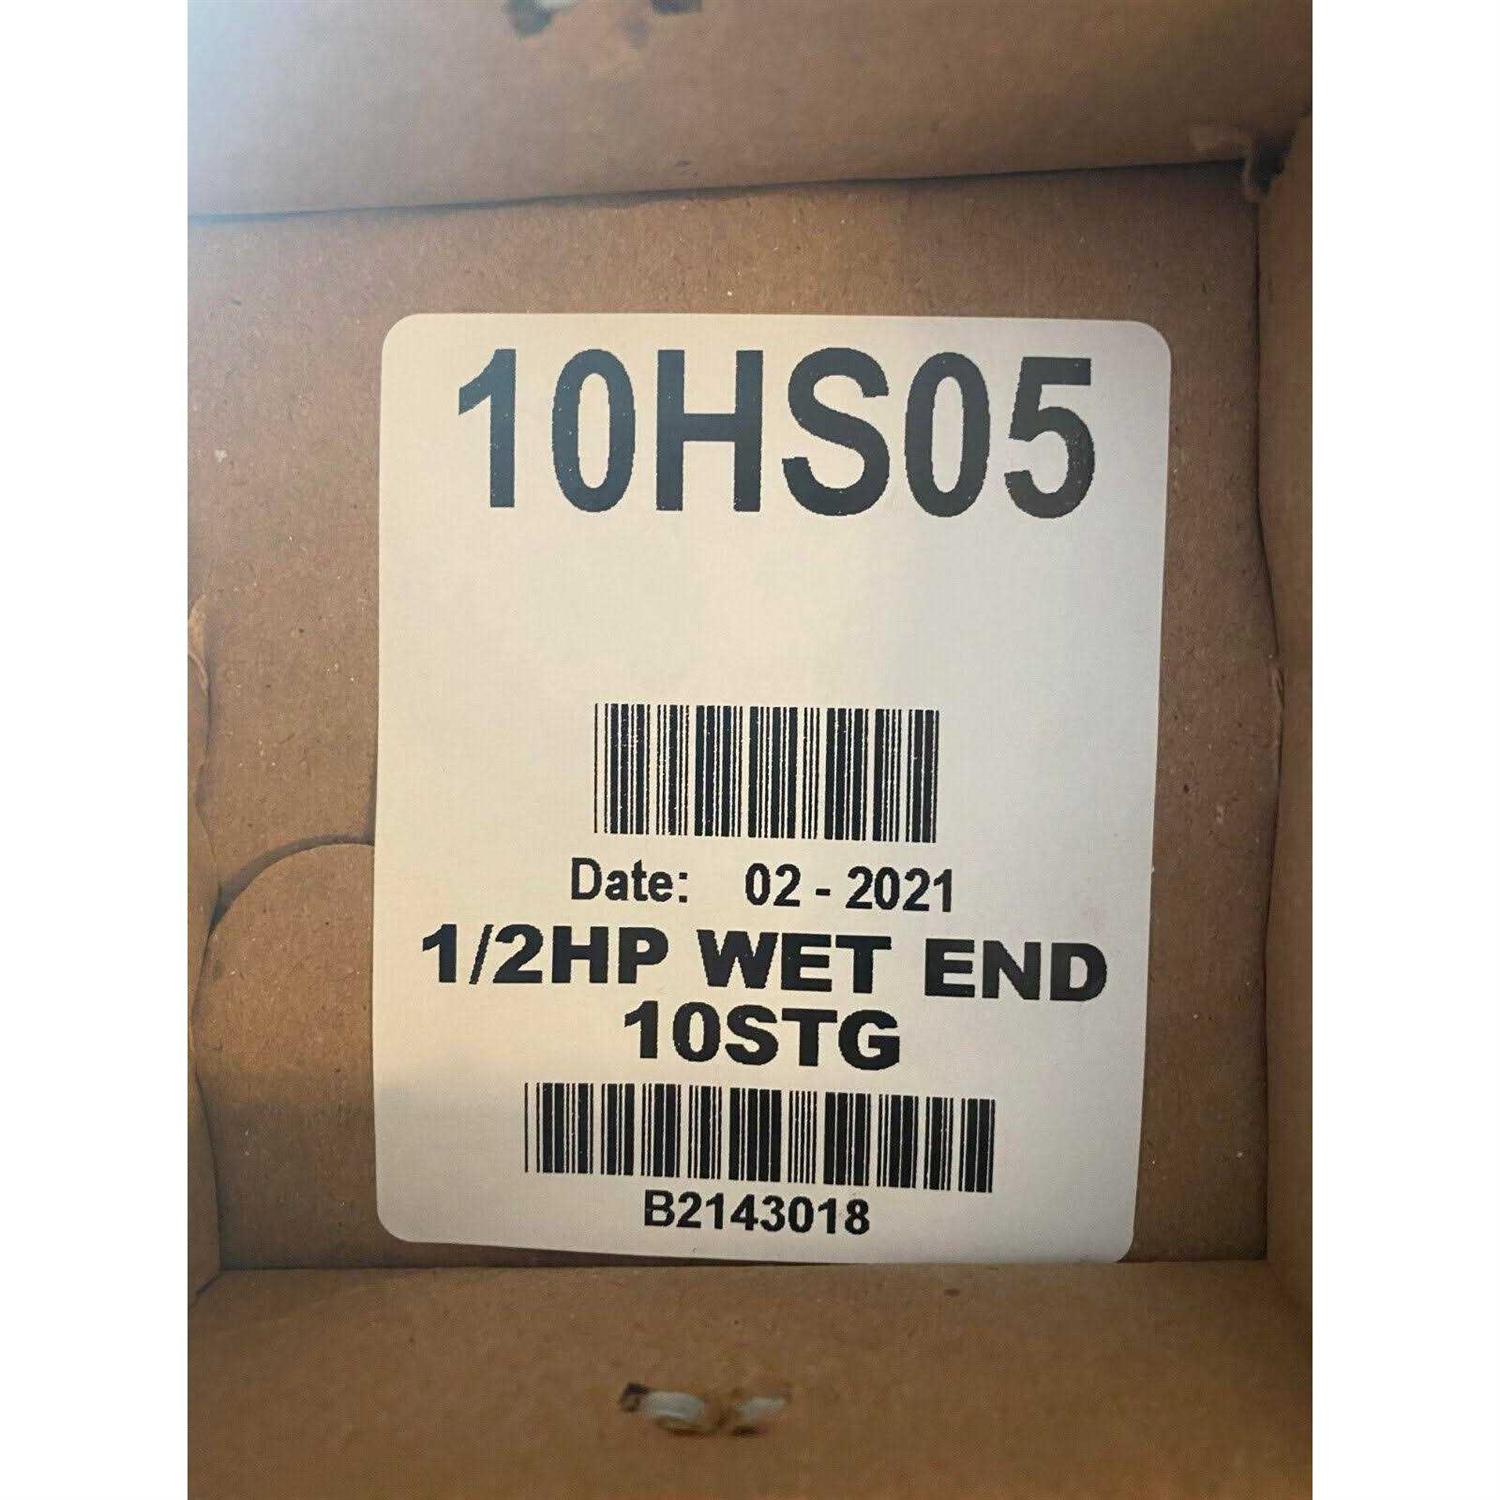 10HS05
Date: 02 - 2021
1/2HP WET END
10STG
B2143018